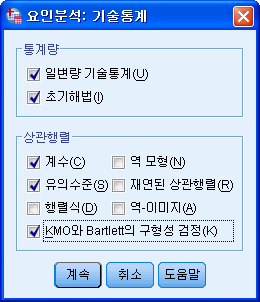 요인분석: 기술통계
통계량
일변량 기술통계(U)
초기해법(I)
상관행렬
계수(C) 역 모형(N)
유의수준(S) 재연된 상관행렬(R)
행렬식(D) 역-이미지(A)
KMO와 Bartlett의 구형성 검정(K)
계속 취소 도움말